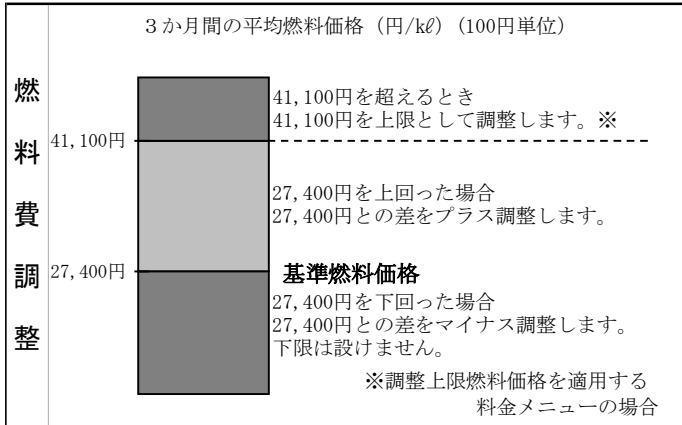 ３か月間の平均燃料価格（円/kℓ）（100円単位）
燃料費調整
41,100円を超えるとき
41,100円を上限として調整します。※
41,100円
27,400円を上回った場合
27,400円との差をプラス調整します。
27,400円
基準燃料価格
27,400円を下回った場合
27,400円との差をマイナス調整します。
下限は設けません。
※調整上限燃料価格を適用する
料金メニューの場合